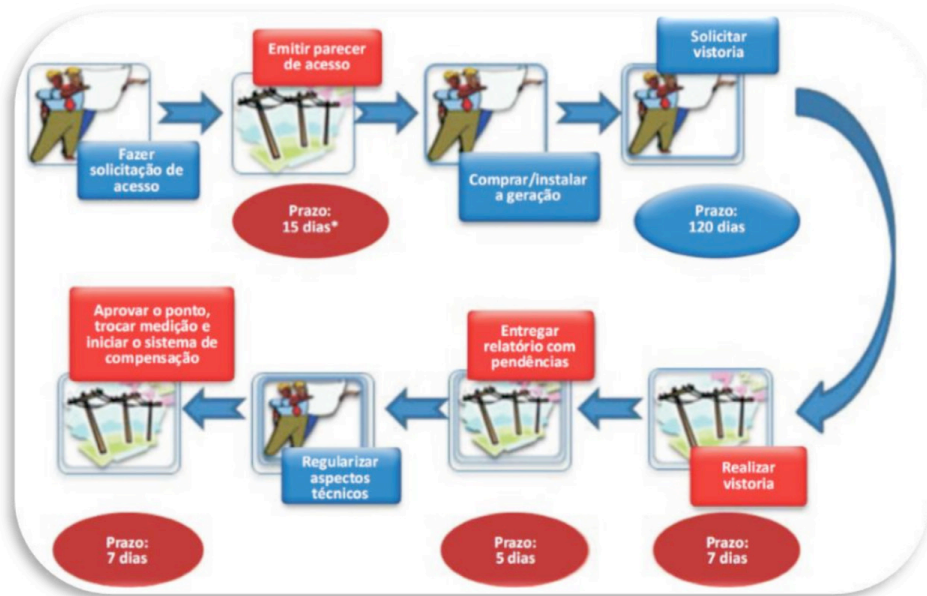 Fazer
solicitação de
acesso
Emitir parecer
de acesso
Prazo:
15 dias*
Comprar/instalar
a geração
Solicitar
vistoria
Prazo:
120 dias
Realizar
vistoria
Prazo:
7 dias
Entregar
relatório com
pendências
Prazo:
5 dias
Regularizar
aspectos
técnicos
Aprovar o ponto,
trocar medição e
iniciar o sistema de
compensação
Prazo:
7 dias